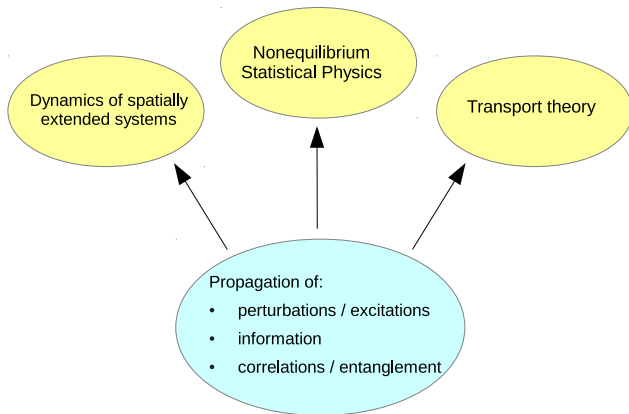 Nonequilibrium
Statistical Physics
Dynamics of spatially
extended systems
Transport theory
Propagation of:
• perturbations / excitations
• information
• correlations / entanglement